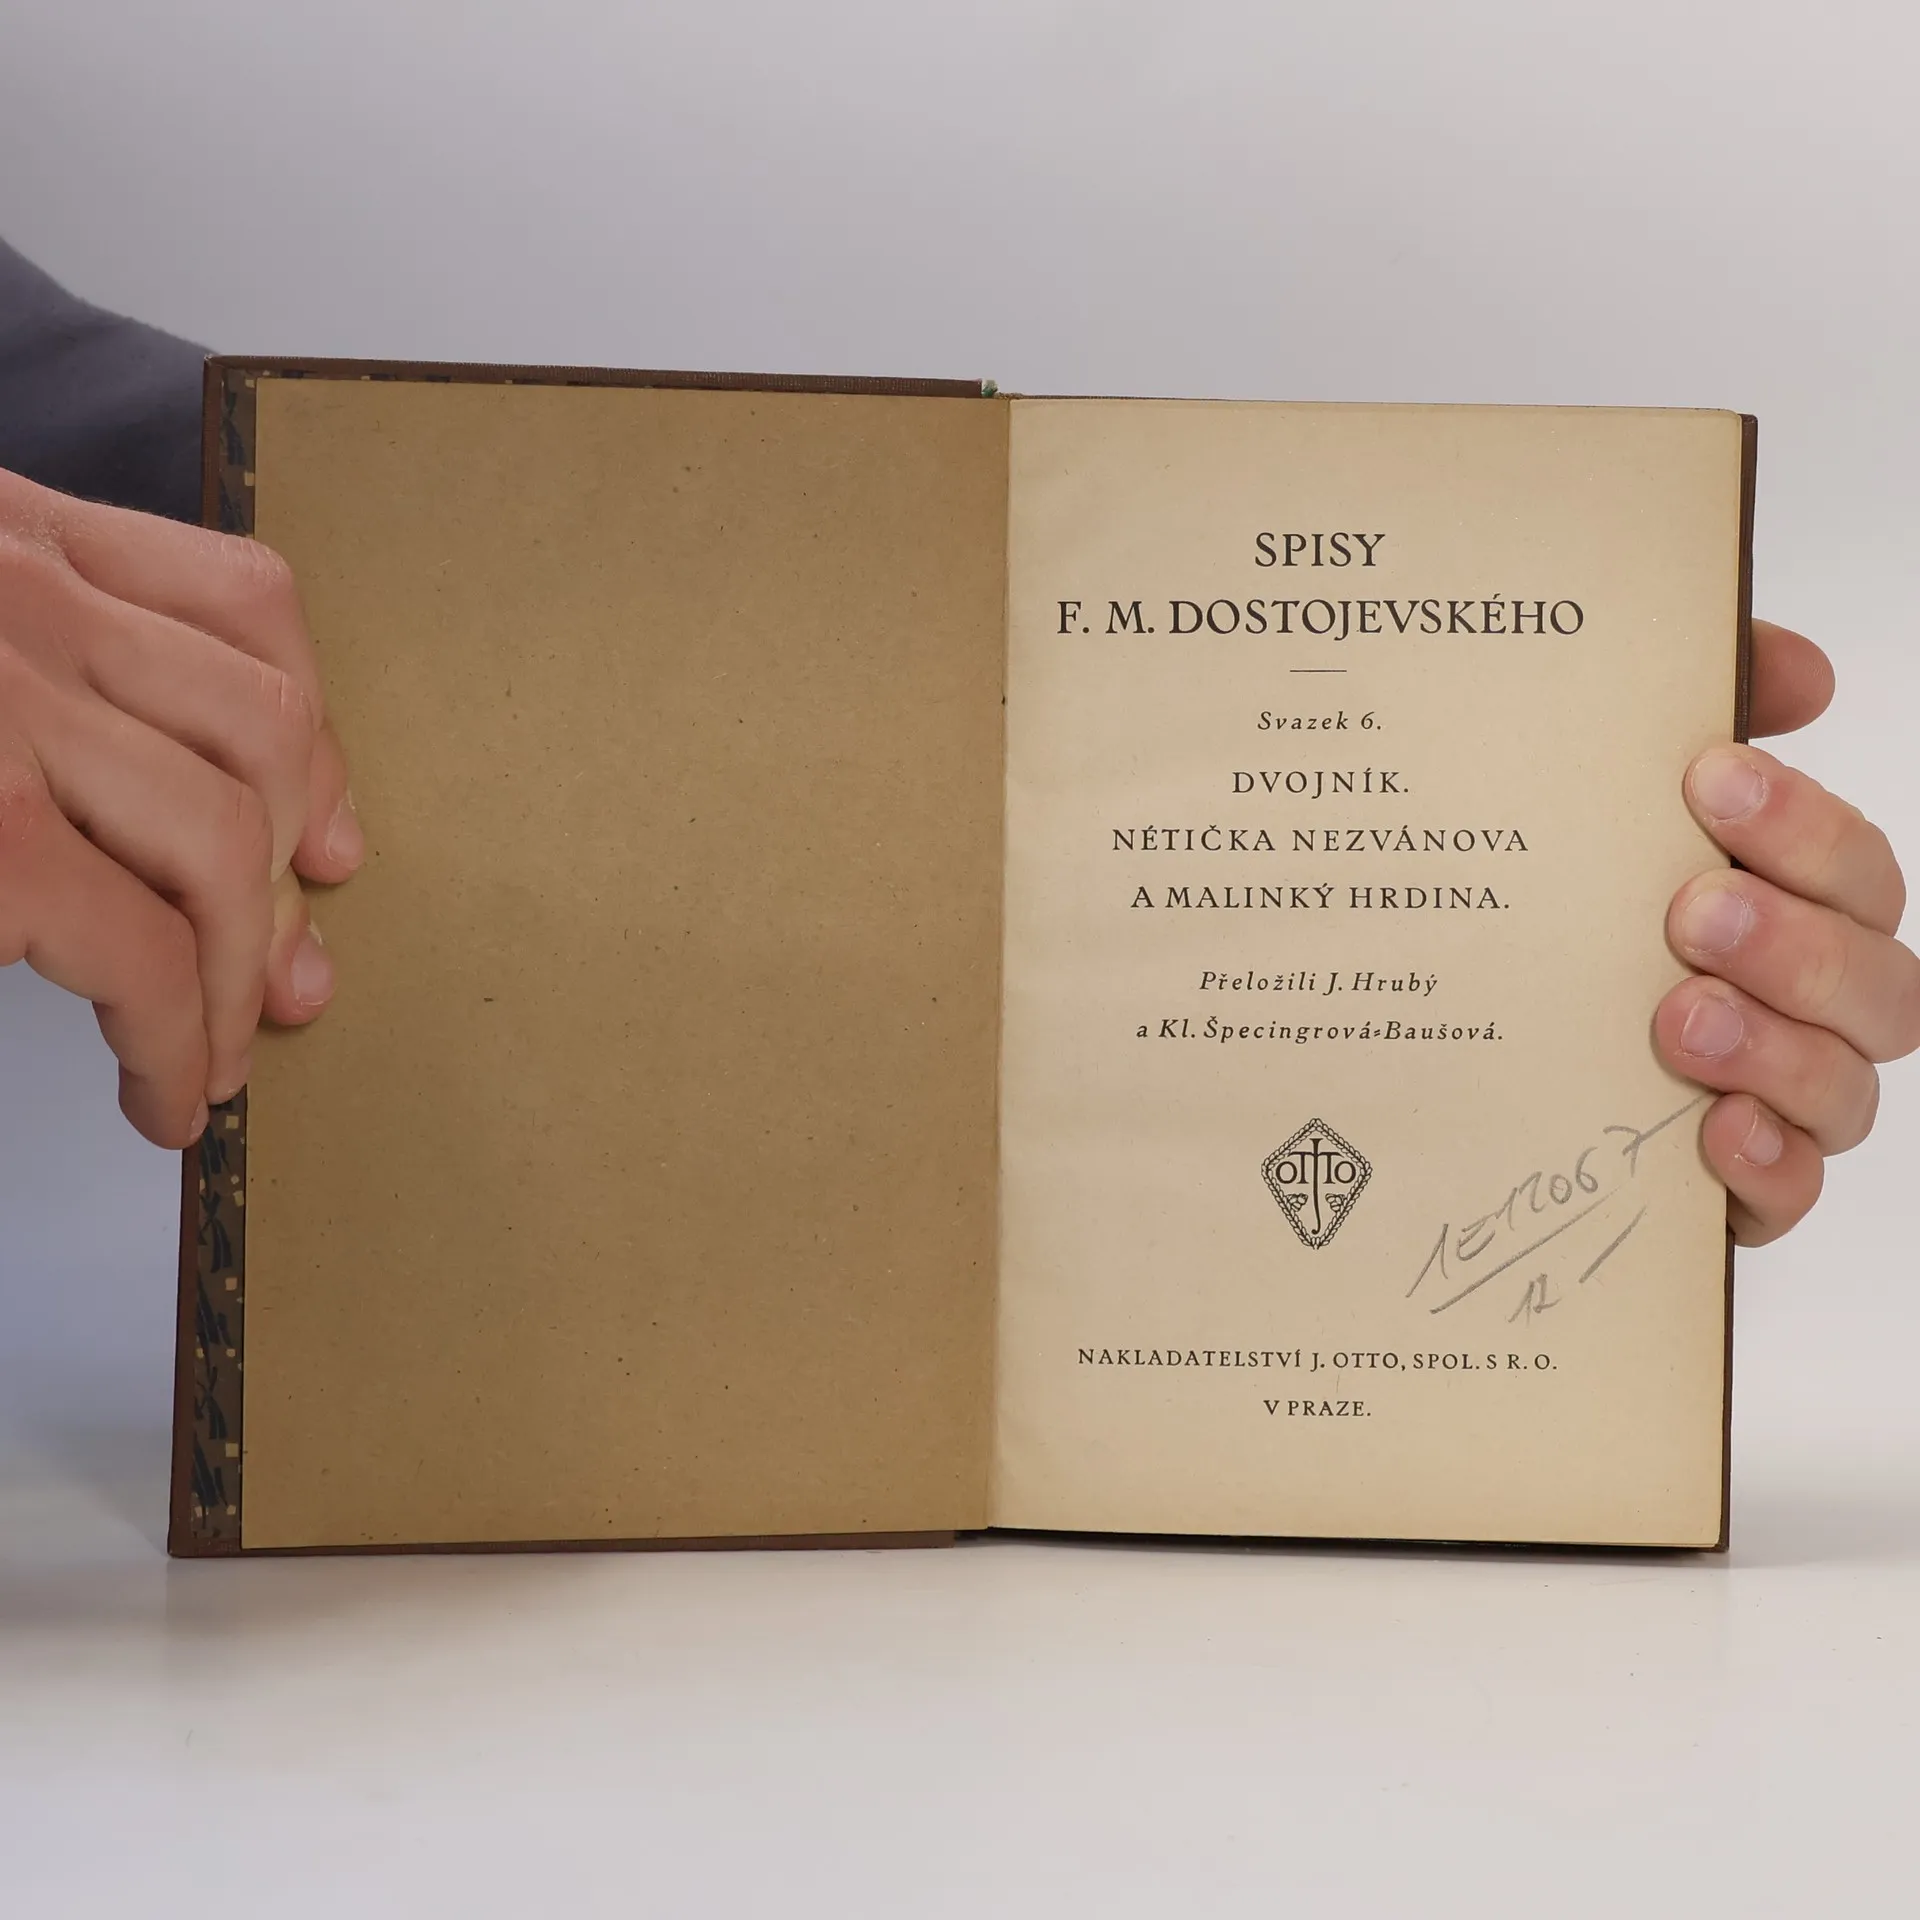 SPISY
F. M. DOSTOJEVSKÉHO
Svazek 6.
DVOJNÍK.
NÉTIČKA NEZVÁNOVA
A MALINKÝ HRDINA.
Přeložili J. Hrubý
a Kl. Špecingrová-Baušová.
OTTO
NAKLADATELSTVÍ J. OTTO, SPOL. S R. O.
V PRAZE.